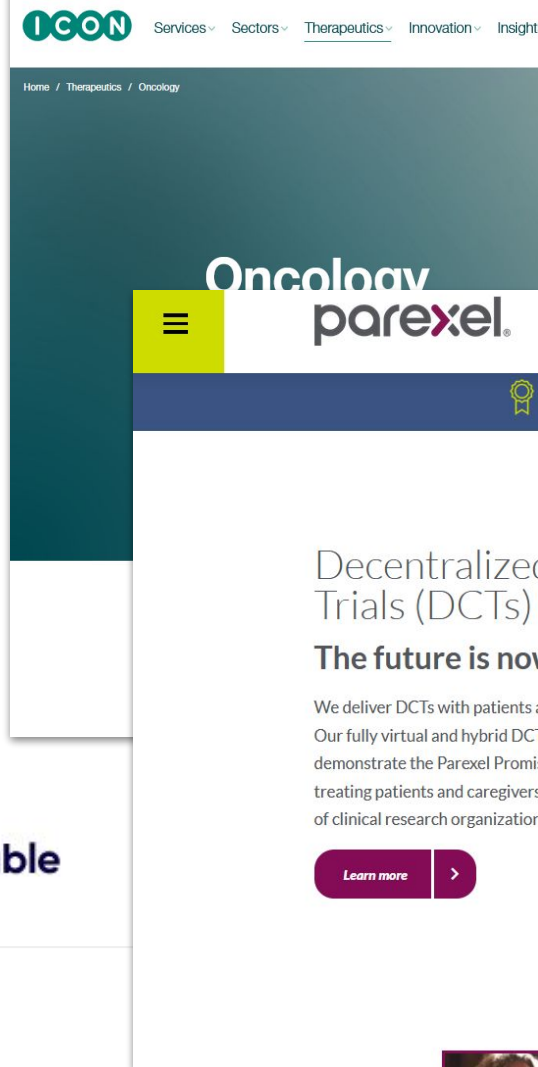 ICON
Services Sectors Therapeutics Innovation Insight
Home / Therapeutics / Oncology
Oncology
parexel®
Decentralized
Trials (DCTs)
The future is now
We deliver DCTs with patients a
Our fully virtual and hybrid DCT
demonstrate the Parexel Promis
treating patients and caregivers
of clinical research organization
ble
Learn more